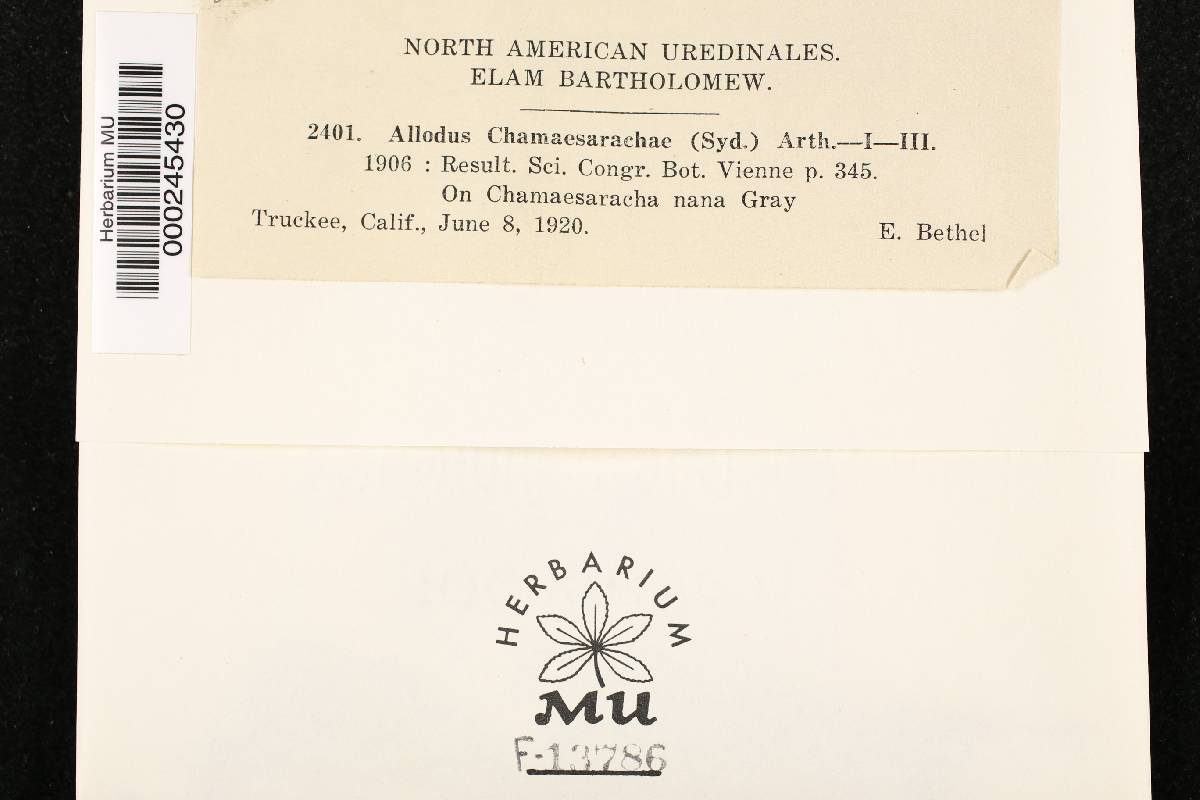 NORTH AMERICAN UREDINALES.
ELAM BARTHOLOMEW.
2401. Allodus Chamaesarachae (Syd.) Arth.—I—III.
1906 : Result. Sci. Congr. Bot. Vienne p. 345.
On Chamaesaracha nana Gray
Truckee, Calif., June 8, 1920. E. Bethel
Herbarium MU
000245430
HERBARIUM
MU
F-13786